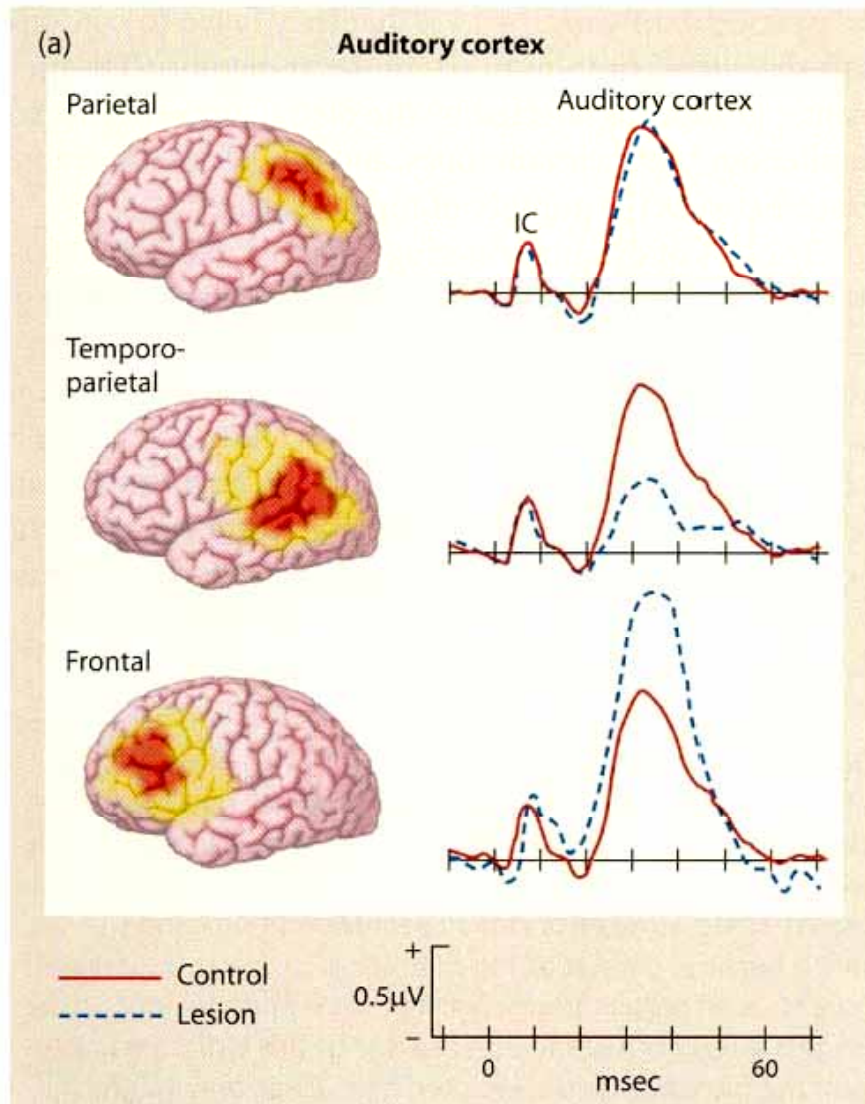 (a)
Auditory cortex
Parietal
Auditory cortex
IC
Temporo-
parietal
Frontal
Control
Lesion
+
0.5μV
–
0
60
msec